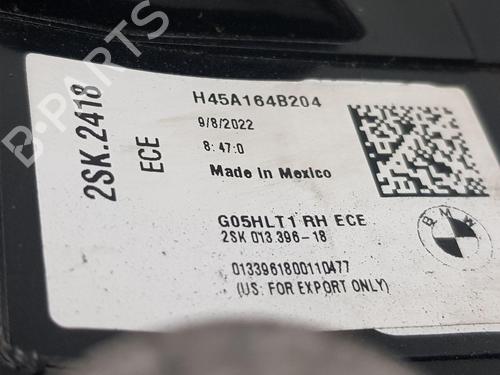 2SK.2418
ECE
H45A164B204
9/8/2022
8:47:0
Made In Mexico
G05HLT1 RH ECE
2SK 013.396-18
0133961800110477
(US: FOR EXPORT ONLY)
BMW
B-PARTS